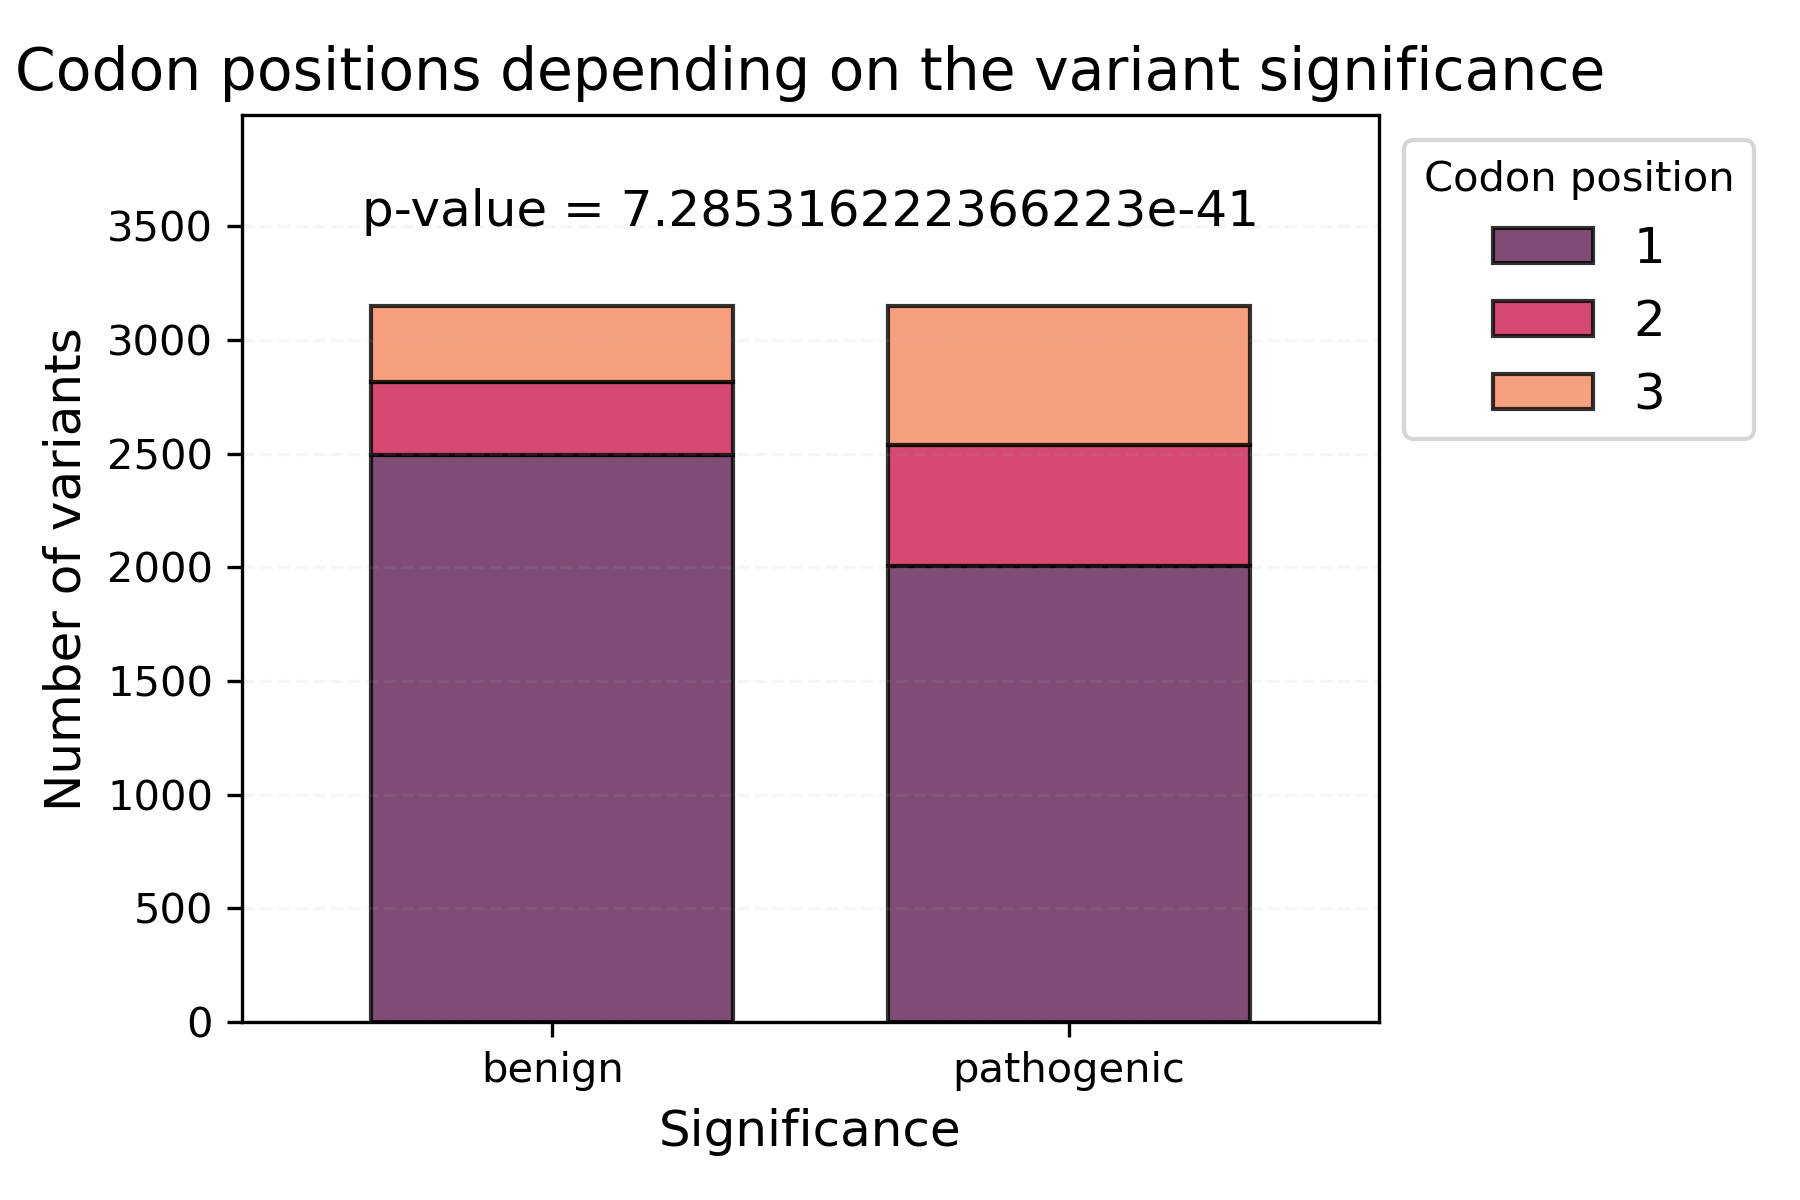 Codon positions depending on the variant significance
p-value = 7.285316222366223e-41
Codon position
1
2
3
Number of variants
3500
3000
2500
2000
1500
1000
500
0
benign
pathogenic
Significance